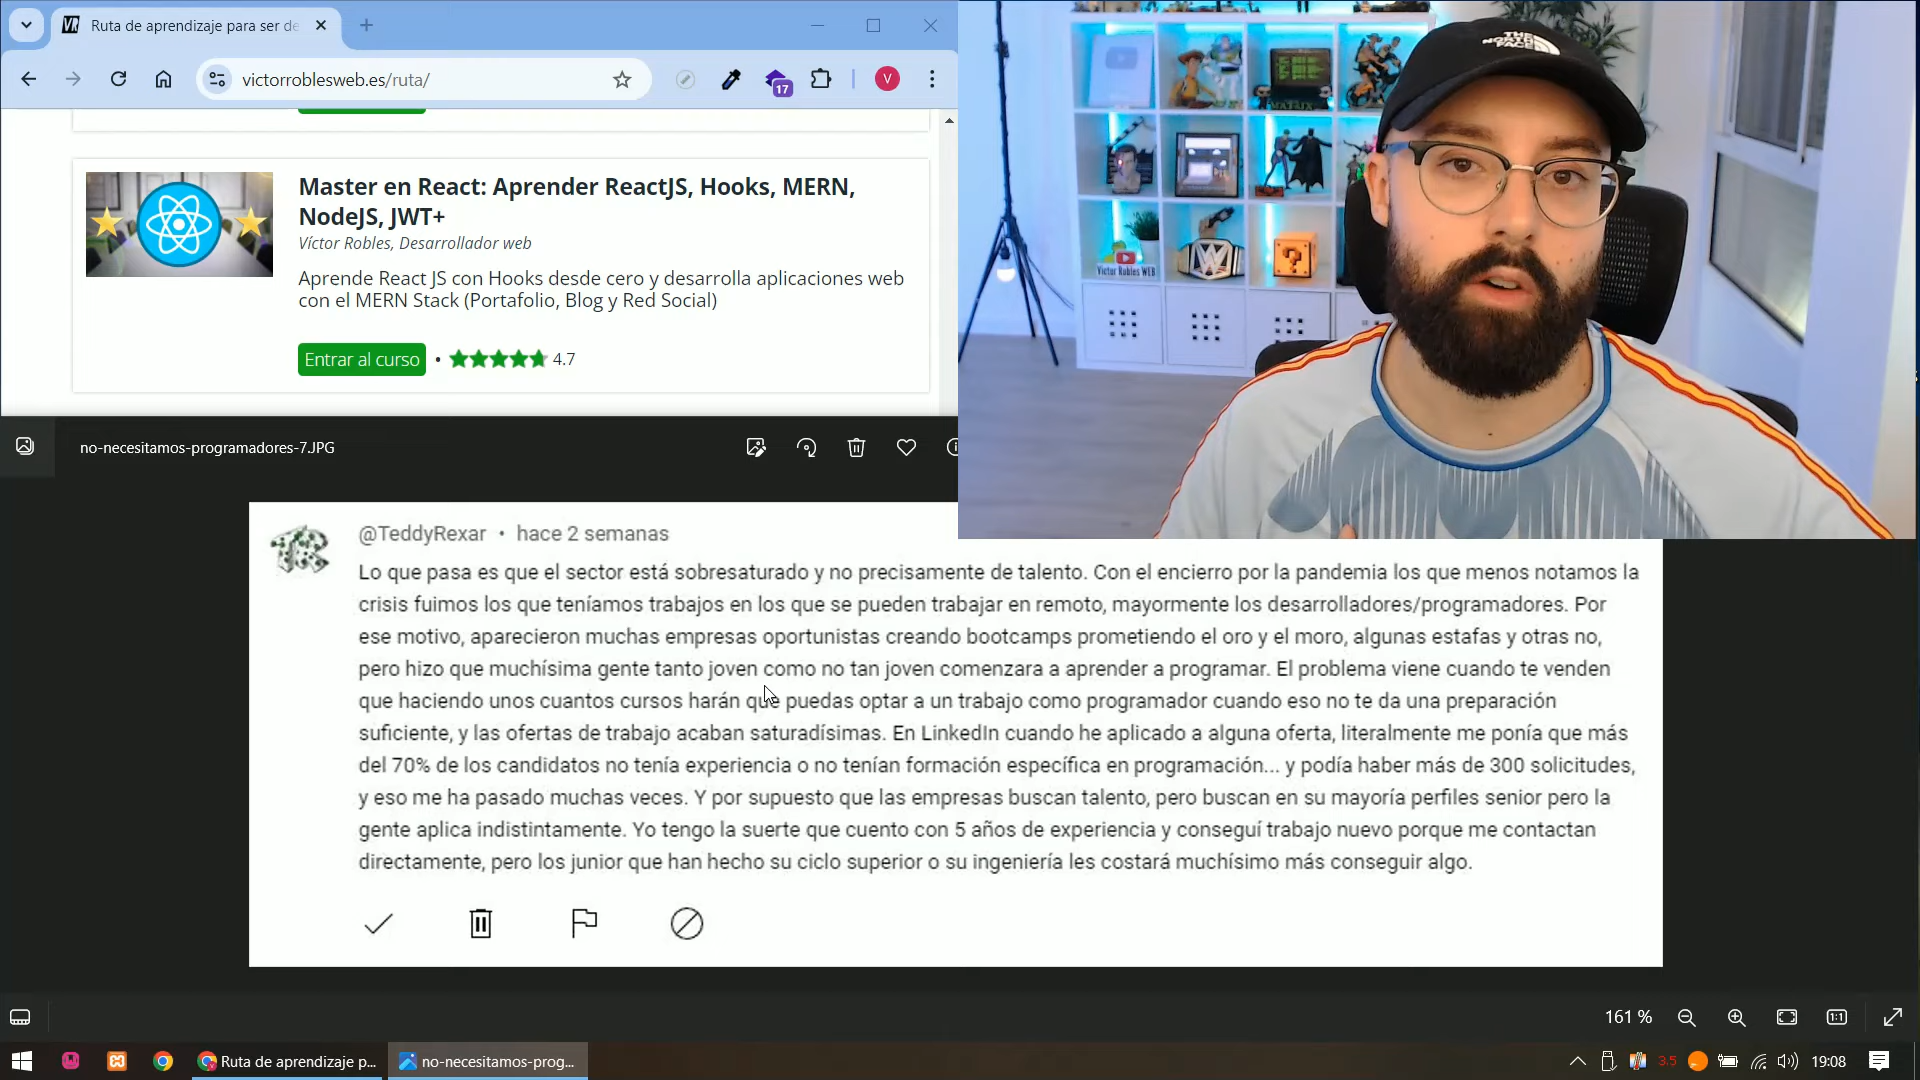 Ruta de aprendizaje para ser de
victorroblesweb.es/ruta/
17
V
Master en React: Aprender ReactJS, Hooks, MERN,
NodeJS, JWT+
Víctor Robles, Desarrollador web
Aprende React JS con Hooks desde cero y desarrolla aplicaciones web
con el MERN Stack (Portafolio, Blog y Red Social)
Entrar al curso • 4.7
THE
NORTH
FACE
MATRIX
Victor Robles WEB
no-necesitamos-programadores-7.JPG
@TeddyRexar • hace 2 semanas
Lo que pasa es que el sector está sobresaturado y no precisamente de talento. Con el encierro por la pandemia los que menos notamos la
crisis fuimos los que teníamos trabajos en los que se pueden trabajar en remoto, mayormente los desarrolladores/programadores. Por
ese motivo, aparecieron muchas empresas oportunistas creando bootcamps prometiendo el oro y el moro, algunas estafas y otras no,
pero hizo que muchísima gente tanto joven como no tan joven comenzara a aprender a programar. El problema viene cuando te venden
que haciendo unos cuantos cursos harán que puedas optar a un trabajo como programador cuando eso no te da una preparación
suficiente, y las ofertas de trabajo acaban saturadísimas. En LinkedIn cuando he aplicado a alguna oferta, literalmente me ponía que más
del 70% de los candidatos no tenía experiencia o no tenían formación específica en programación... y podía haber más de 300 solicitudes,
y eso me ha pasado muchas veces. Y por supuesto que las empresas buscan talento, pero buscan en su mayoría perfiles senior pero la
gente aplica indistintamente. Yo tengo la suerte que cuento con 5 años de experiencia y conseguí trabajo nuevo porque me contactan
directamente, pero los junior que han hecho su ciclo superior o su ingeniería les costará muchísimo más conseguir algo.
161 %
1:1
Ruta de aprendizaje p...
no-necesitamos-prog...
3.5
19:08